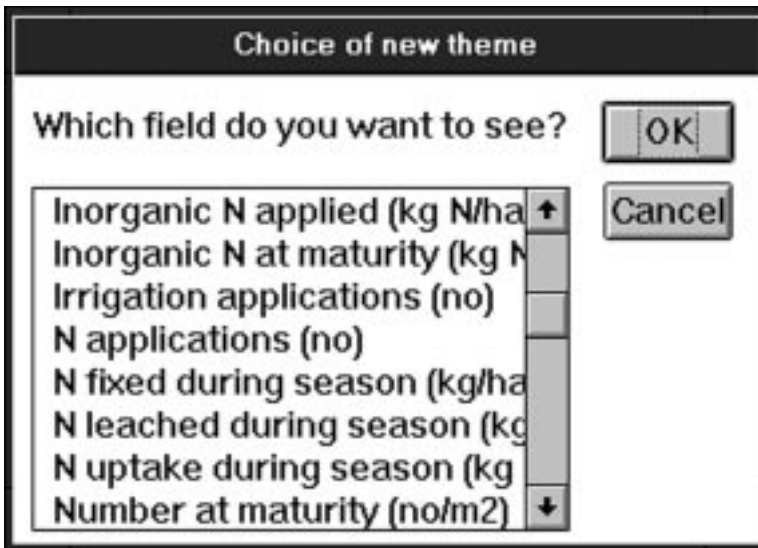 Choice of new theme
Which field do you want to see?
OK
Cancel
Inorganic N applied (kg N/ha
Inorganic N at maturity (kg N
Irrigation applications (no)
N applications (no)
N fixed during season (kg/ha
N leached during season (kg
N uptake during season (kg
Number at maturity (no/m2)